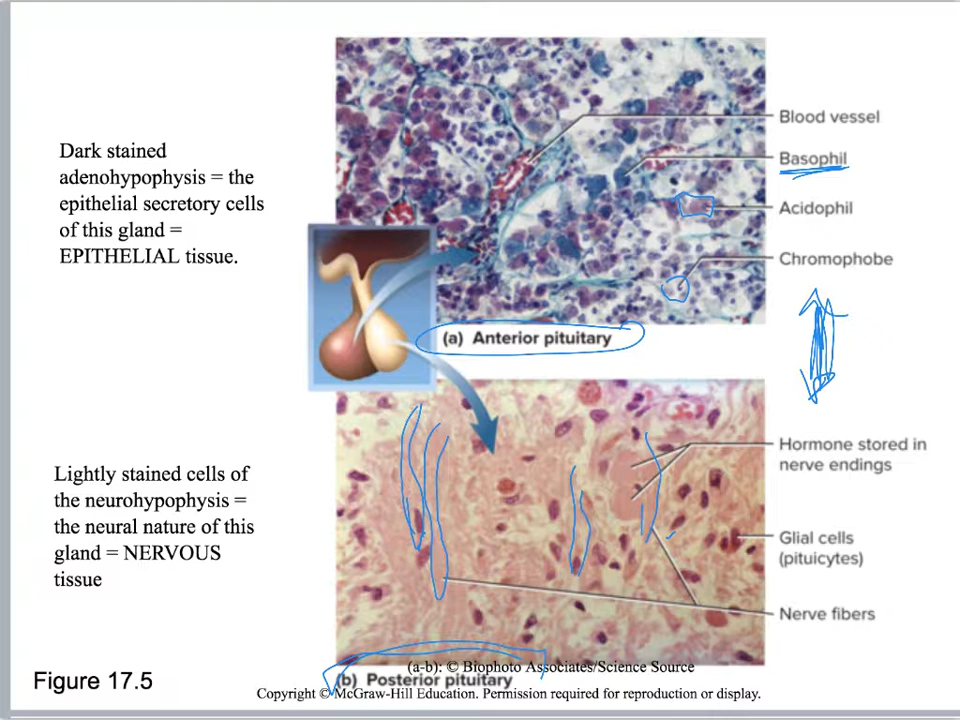 Dark stained
adenohypophysis = the
epithelial secretory cells
of this gland =
EPITHELIAL tissue.
Blood vessel
Basophil
Acidophil
Chromophobe
(a) Anterior pituitary
Lightly stained cells of
the neurohypophysis =
the neural nature of this
gland = NERVOUS
tissue
Hormone stored in
nerve endings
Glial cells
(pituicytes)
Nerve fibers
(a-b): © Biophoto Associates/Science Source
(b) Posterior pituitary
Figure 17.5
Copyright © McGraw-Hill Education. Permission required for reproduction or display.